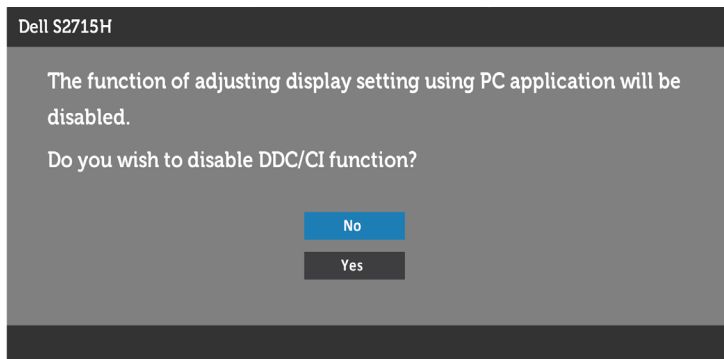 Dell S2715H
The function of adjusting display setting using PC application will be
disabled.
Do you wish to disable DDC/CI function?
No
Yes